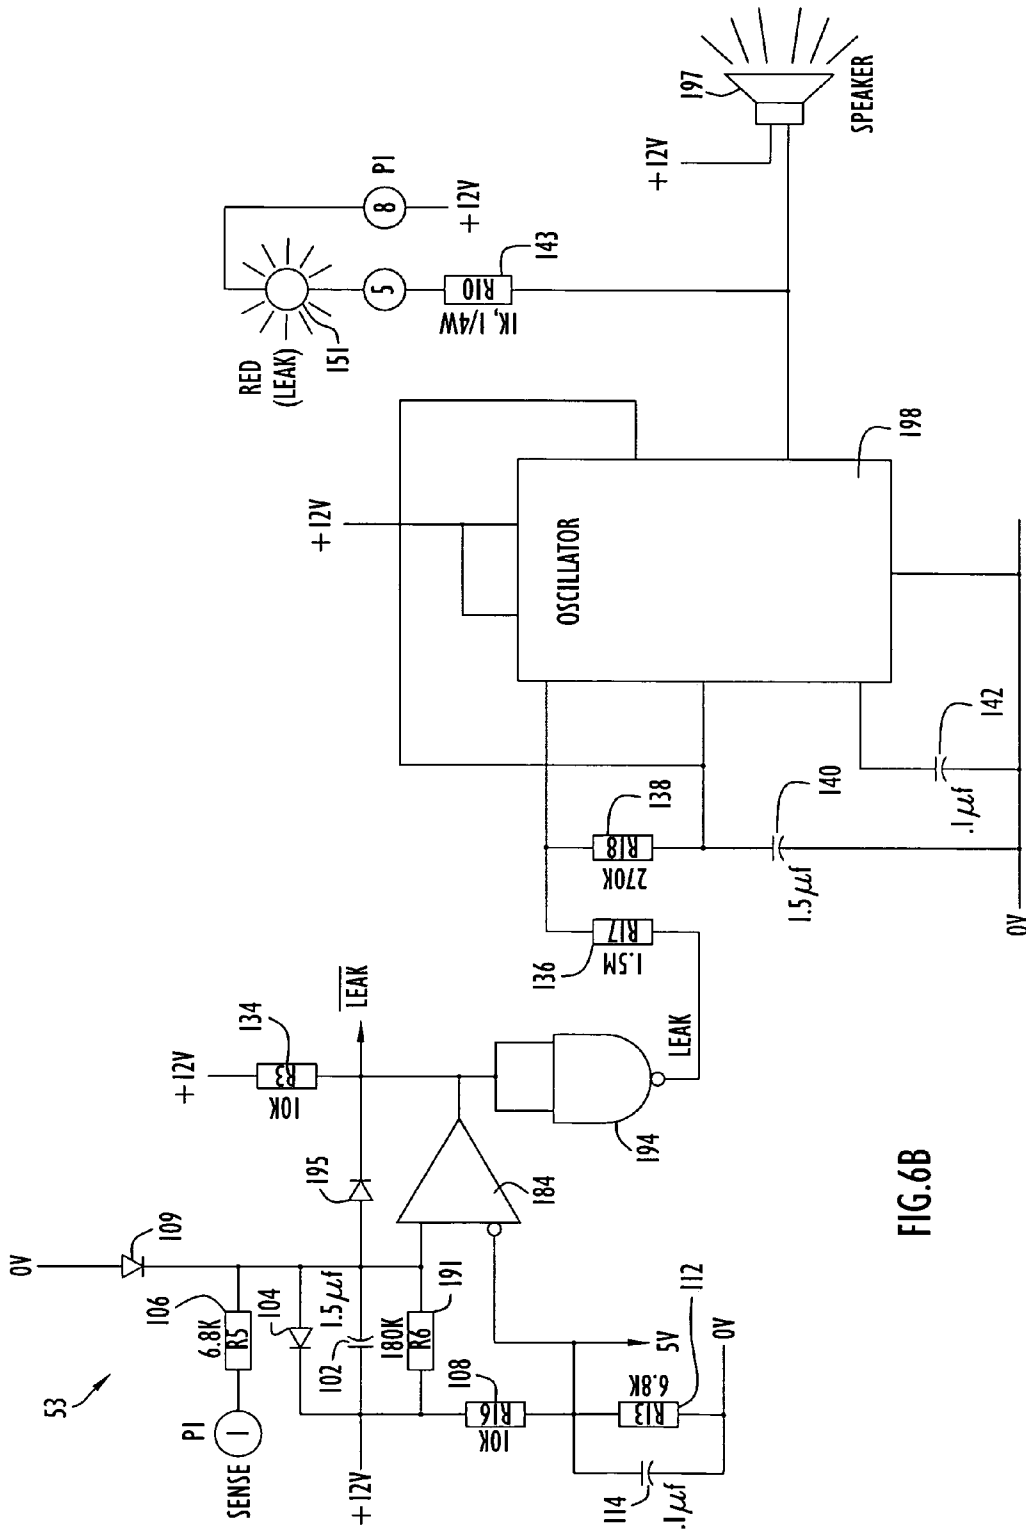 53
P1
SENSE
1
106
6.8K
R5
0V
109
104
102
1.5μf
180K
R6
191
+12V
195
+12V
10K
R3
134
LEAK
184
194
LEAK
108
R16
10K
5V
0V
6.8K
R13
112
114
.1μf
136
R17
1.5M
138
R18
270K
140
1.5μf
142
.1μf
0V
+12V
OSCILLATOR
198
RED
(LEAK)
151
P1
8
+12V
5
R10
1K, 1/4W
143
+12V
197
SPEAKER
FIG.6B